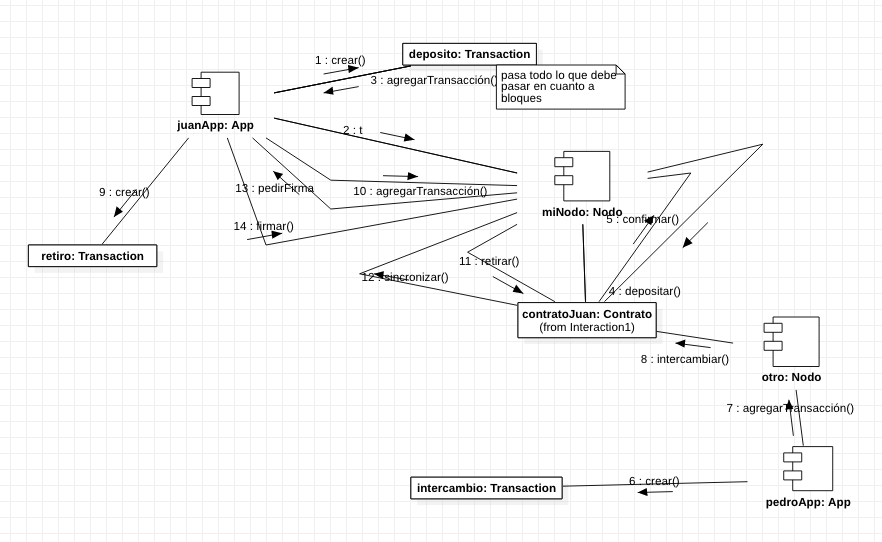 deposito: Transaction
1 : crear()
pasa todo lo que debe
pasar en cuanto a
bloques
3 : agregarTransacción()
juanApp: App
2 : t
9 : crear()
13 : pedirFirma
10 : agregarTransacción()
miNodo: Nodo
5 : confirmar()
14 : firmar()
retiro: Transaction
11 : retirar()
12 : sincronizar()
4 : depositar()
contratoJuan: Contrato
(from Interaction1)
8 : intercambiar()
otro: Nodo
7 : agregarTransacción()
6 : crear()
intercambio: Transaction
pedroApp: App